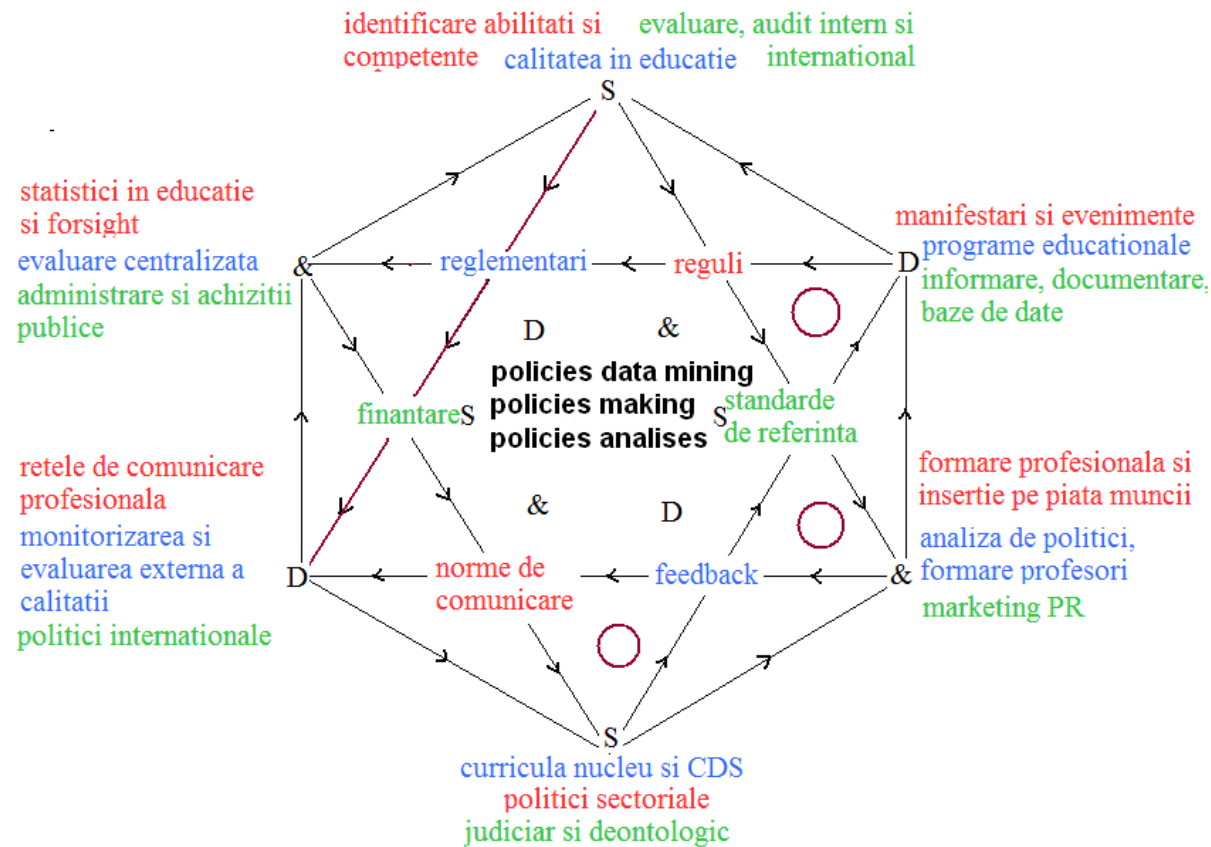 identificare abilitati si evaluare, audit intern si
competente calitatea in educatie international
S
statistici in educatie
si forsight
evaluare centralizata
administrare si achizitii
publice
&
reglementari
reguli
D
manifestari si evenimente
programe educationale
informare, documentare,
baze de date
D &
policies data mining
policies making
policies analises
finantare
S
S
standarde
de referinta
& D
retele de comunicare
profesionala
monitorizarea si
evaluarea externa a
calitatii
politici internationale
D
norme de
comunicare
feedback
&
formare profesionala si
insertie pe piata muncii
analiza de politici,
formare profesori
marketing PR
S
curricula nucleu si CDS
politici sectoriale
judiciar si deontologic